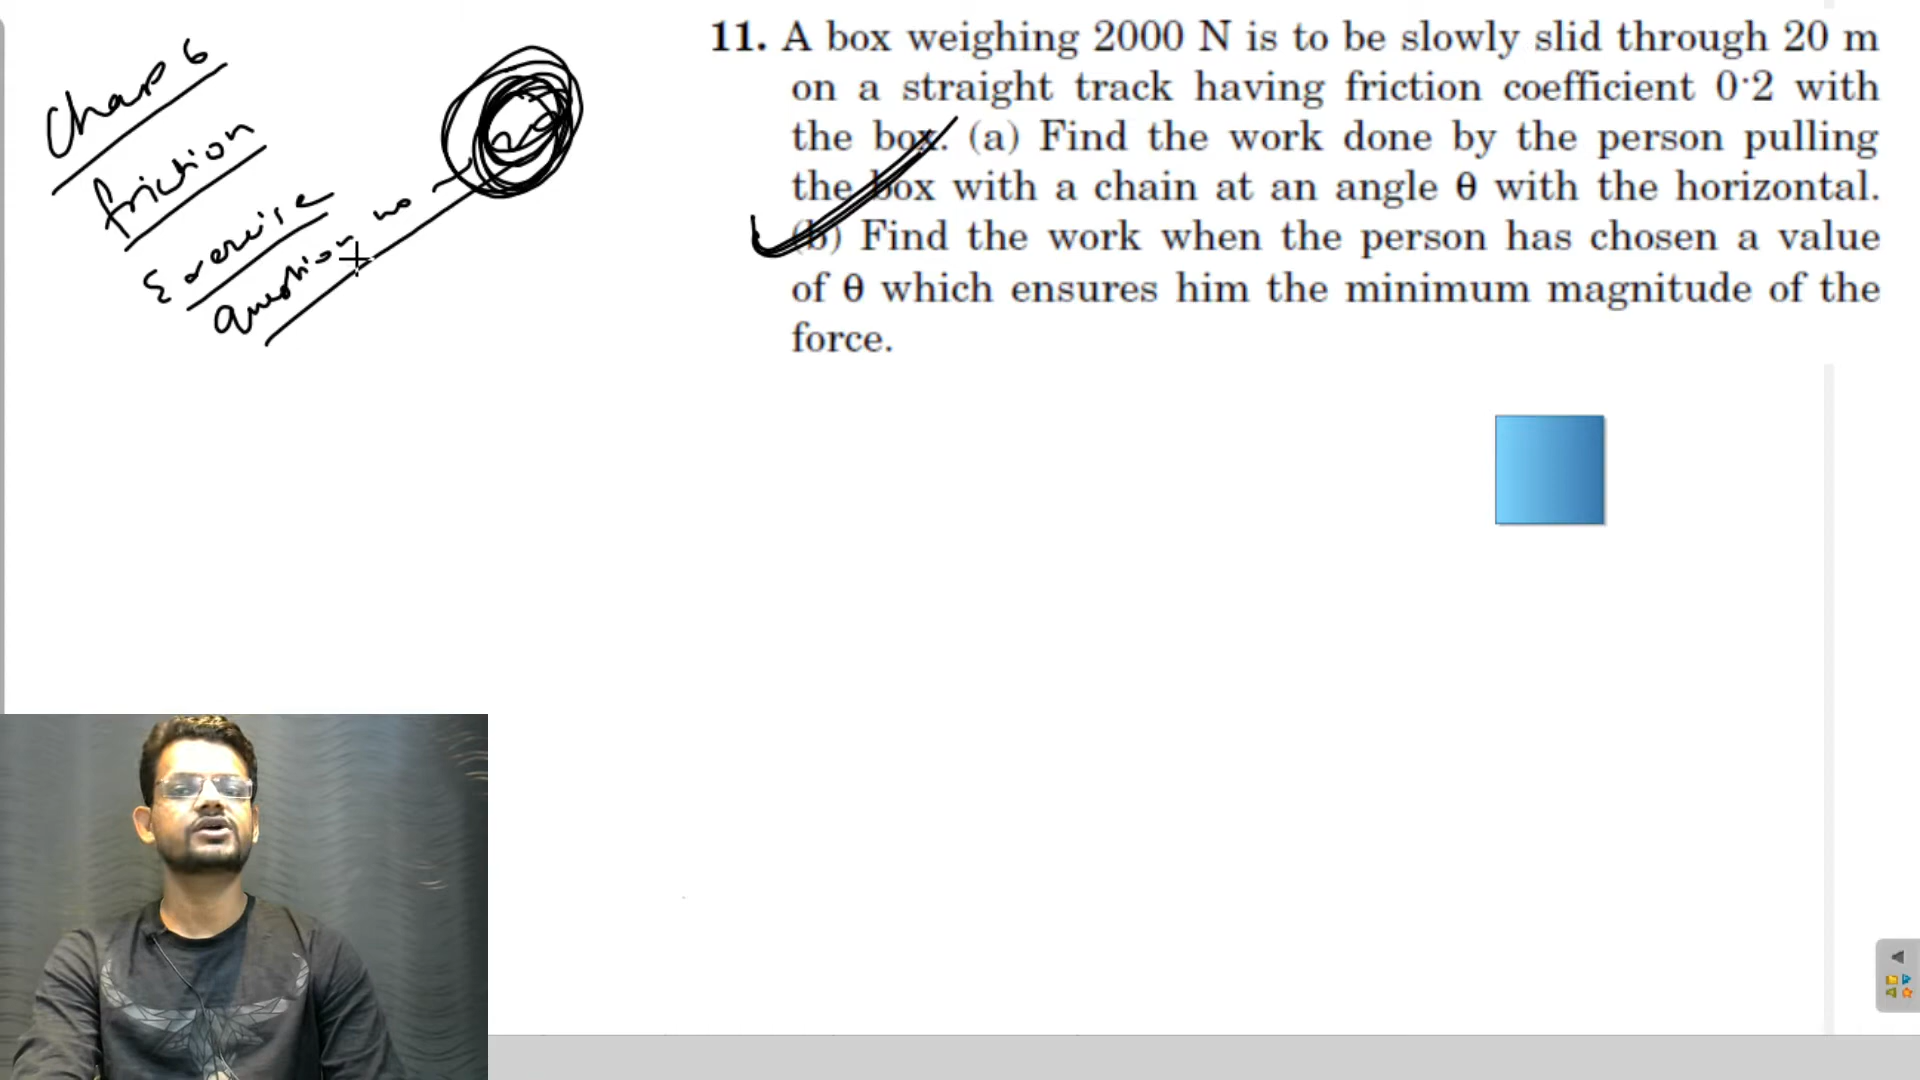 Chap 6
friction
Exercise
Question no - 20
11. A box weighing 2000 N is to be slowly slid through 20 m
on a straight track having friction coefficient 0·2 with
the box. (a) Find the work done by the person pulling
the box with a chain at an angle θ with the horizontal.
(b) Find the work when the person has chosen a value
of θ which ensures him the minimum magnitude of the
force.